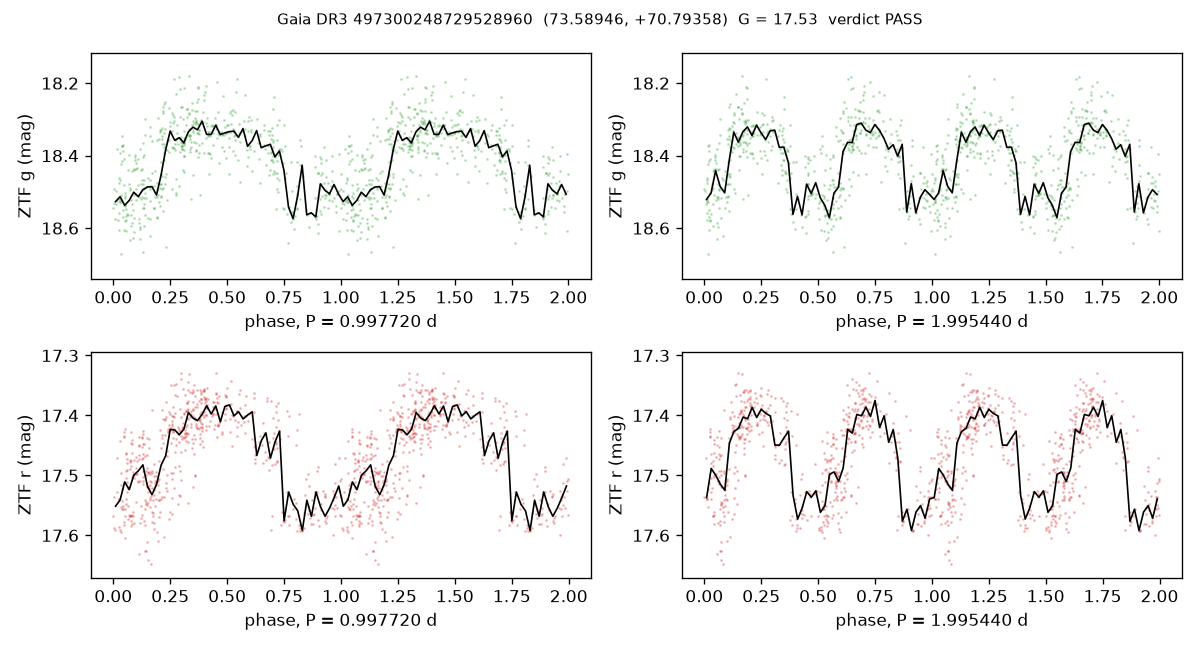 Gaia DR3 497300248729528960  (73.58946, +70.79358)  G = 17.53  verdict PASS
ZTF g (mag)
18.2
18.4
18.6
0.00 0.25 0.50 0.75 1.00 1.25 1.50 1.75 2.00
phase, P = 0.997720 d
ZTF g (mag)
18.2
18.4
18.6
0.00 0.25 0.50 0.75 1.00 1.25 1.50 1.75 2.00
phase, P = 1.995440 d
ZTF r (mag)
17.3
17.4
17.5
17.6
0.00 0.25 0.50 0.75 1.00 1.25 1.50 1.75 2.00
phase, P = 0.997720 d
ZTF r (mag)
17.3
17.4
17.5
17.6
0.00 0.25 0.50 0.75 1.00 1.25 1.50 1.75 2.00
phase, P = 1.995440 d